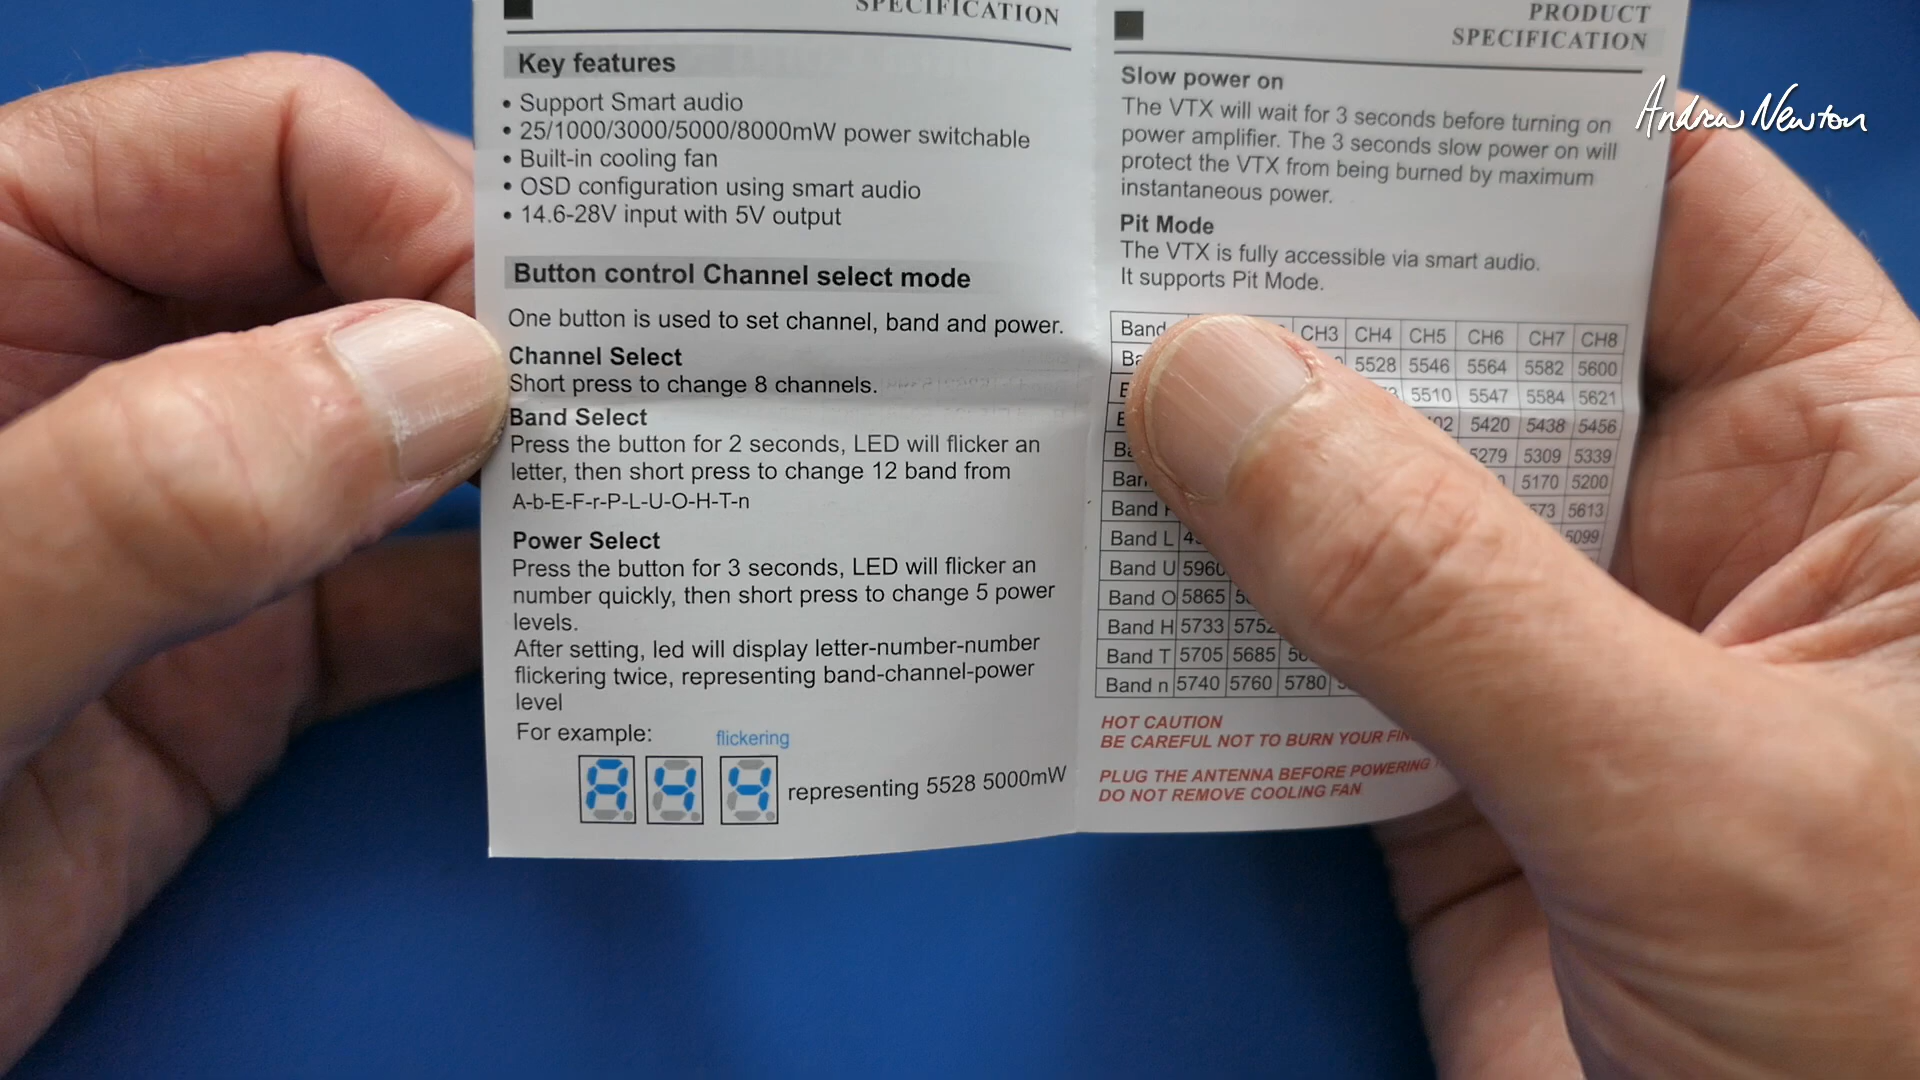 SPECIFICATION
Key features
• Support Smart audio
• 25/1000/3000/5000/8000mW power switchable
• Built-in cooling fan
• OSD configuration using smart audio
• 14.6-28V input with 5V output
Button control Channel select mode
One button is used to set channel, band and power.
Channel Select
Short press to change 8 channels.
Band Select
Press the button for 2 seconds, LED will flicker an
letter, then short press to change 12 band from
A-b-E-F-r-P-L-U-O-H-T-n
Power Select
Press the button for 3 seconds, LED will flicker an
number quickly, then short press to change 5 power
levels.
After setting, led will display letter-number-number
flickering twice, representing band-channel-power
level
For example:
flickering
A 4 4 representing 5528 5000mW
PRODUCT
SPECIFICATION
Slow power on
The VTX will wait for 3 seconds before turning on
power amplifier. The 3 seconds slow power on will
protect the VTX from being burned by maximum
instantaneous power.
Pit Mode
The VTX is fully accessible via smart audio.
It supports Pit Mode.
Band CH3 CH4 CH5 CH6 CH7 CH8
5528 5546 5564 5582 5600
5510 5547 5584 5621
5420 5438 5456
5279 5309 5339
5170 5200
5613
Band L 5099
Band U 5960
Band O 5865
Band H 5733 5752
Band T 5705 5685
Band n 5740 5760 5780
HOT CAUTION
BE CAREFUL NOT TO BURN YOUR
PLUG THE ANTENNA BEFORE POWERING
DO NOT REMOVE COOLING FAN
Andrew Newton